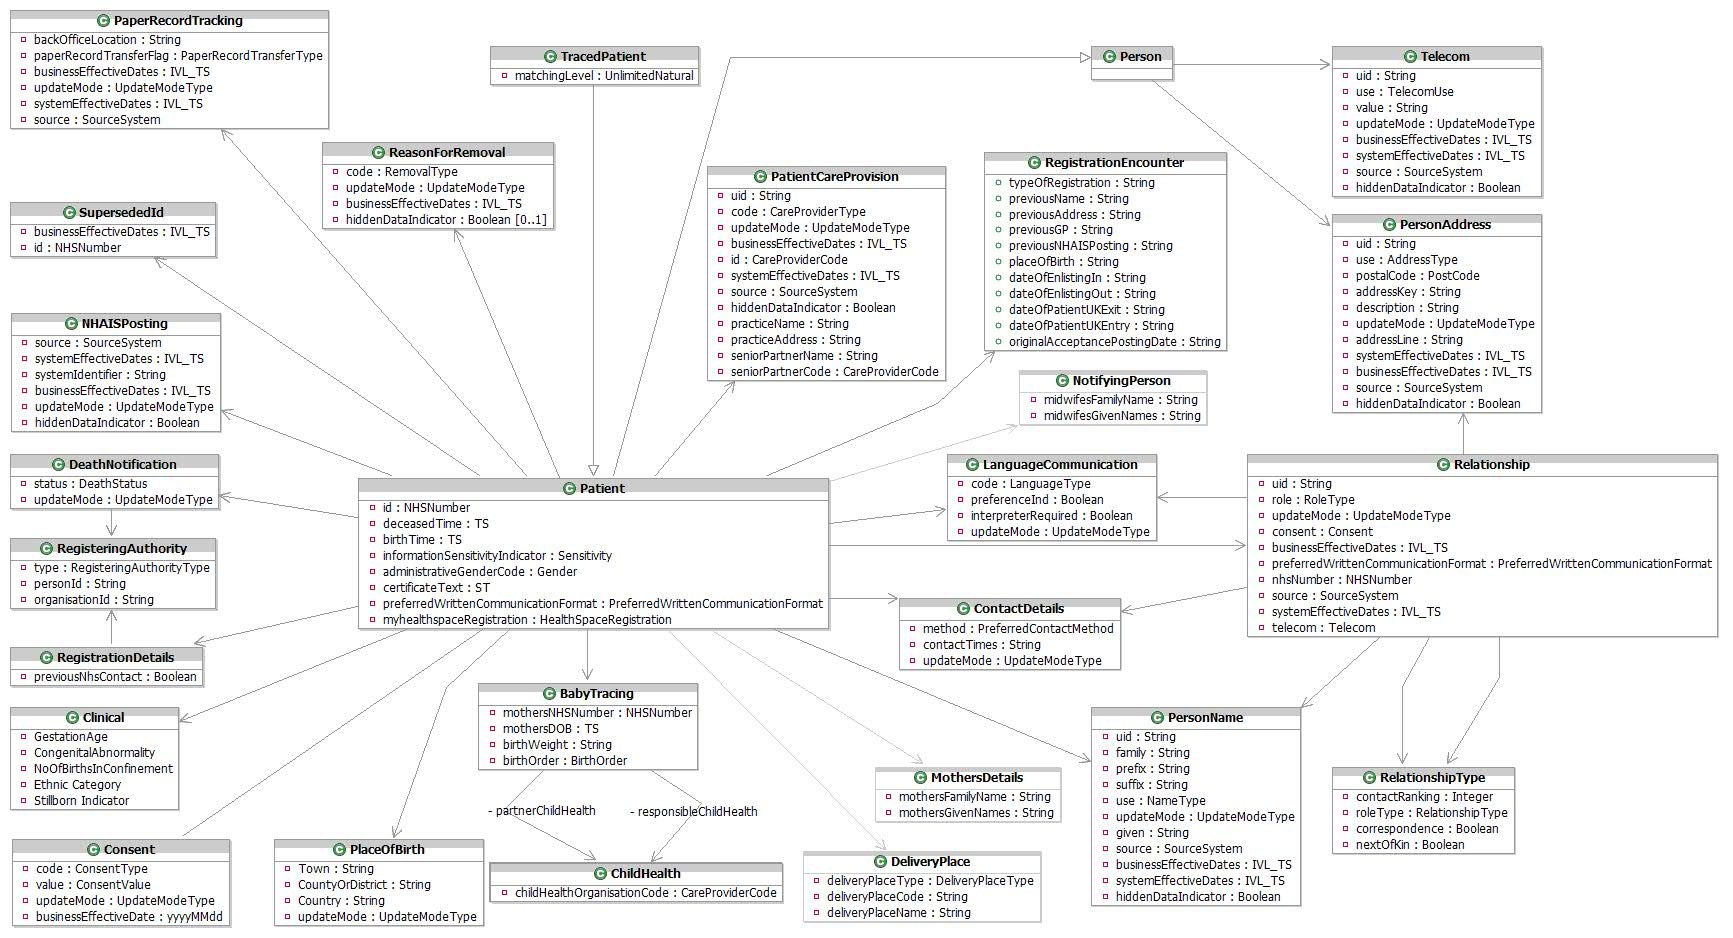 PaperRecordTracking
backOfficeLocation : String
paperRecordTransferFlag : PaperRecordTransferType
businessEffectiveDates : IVL_TS
updateMode : UpdateModeType
systemEffectiveDates : IVL_TS
source : SourceSystem
TracedPatient
matchingLevel : UnlimitedNatural
Person
Telecom
uid : String
use : TelecomUse
value : String
updateMode : UpdateModeType
businessEffectiveDates : IVL_TS
systemEffectiveDates : IVL_TS
source : SourceSystem
hiddenDataIndicator : Boolean
ReasonForRemoval
code : RemovalType
updateMode : UpdateModeType
businessEffectiveDates : IVL_TS
hiddenDataIndicator : Boolean [0..1]
PatientCareProvision
uid : String
code : CareProviderType
updateMode : UpdateModeType
businessEffectiveDates : IVL_TS
id : CareProviderCode
systemEffectiveDates : IVL_TS
source : SourceSystem
hiddenDataIndicator : Boolean
practiceName : String
practiceAddress : String
seniorPartnerName : String
seniorPartnerCode : CareProviderCode
RegistrationEncounter
typeOfRegistration : String
previousName : String
previousAddress : String
previousGP : String
previousNHAISPosting : String
placeOfBirth : String
dateOfEnlistingIn : String
dateOfEnlistingOut : String
dateOfPatientUKExit : String
dateOfPatientUKEntry : String
originalAcceptancePostingDate : String
SupersededId
businessEffectiveDates : IVL_TS
id : NHSNumber
PersonAddress
uid : String
use : AddressType
postalCode : PostCode
addressKey : String
description : String
updateMode : UpdateModeType
addressLine : String
systemEffectiveDates : IVL_TS
businessEffectiveDates : IVL_TS
source : SourceSystem
hiddenDataIndicator : Boolean
NHAISPosting
source : SourceSystem
systemEffectiveDates : IVL_TS
systemIdentifier : String
businessEffectiveDates : IVL_TS
updateMode : UpdateModeType
hiddenDataIndicator : Boolean
NotifyingPerson
midwifesFamilyName : String
midwifesGivenNames : String
DeathNotification
status : DeathStatus
updateMode : UpdateModeType
Patient
id : NHSNumber
deceasedTime : TS
birthTime : TS
informationSensitivityIndicator : Sensitivity
administrativeGenderCode : Gender
certificateText : ST
preferredWrittenCommunicationFormat : PreferredWrittenCommunicationFormat
myhealthspaceRegistration : HealthSpaceRegistration
LanguageCommunication
code : LanguageType
preferenceInd : Boolean
interpreterRequired : Boolean
updateMode : UpdateModeType
Relationship
uid : String
role : RoleType
updateMode : UpdateModeType
consent : Consent
businessEffectiveDates : IVL_TS
preferredWrittenCommunicationFormat : PreferredWrittenCommunicationFormat
nhsNumber : NHSNumber
source : SourceSystem
systemEffectiveDates : IVL_TS
telecom : Telecom
RegisteringAuthority
type : RegisteringAuthorityType
personId : String
organisationId : String
ContactDetails
method : PreferredContactMethod
contactTimes : String
updateMode : UpdateModeType
RegistrationDetails
previousNhsContact : Boolean
BabyTracing
mothersNHSNumber : NHSNumber
mothersDOB : TS
birthWeight : String
birthOrder : BirthOrder
Clinical
GestationAge
CongenitalAbnormality
NoOfBirthsInConfinement
Ethnic Category
Stillborn Indicator
PersonName
uid : String
family : String
prefix : String
suffix : String
use : NameType
updateMode : UpdateModeType
given : String
source : SourceSystem
businessEffectiveDates : IVL_TS
systemEffectiveDates : IVL_TS
hiddenDataIndicator : Boolean
MothersDetails
mothersFamilyName : String
mothersGivenNames : String
RelationshipType
contactRanking : Integer
roleType : RelationshipType
correspondence : Boolean
nextOfKin : Boolean
- partnerChildHealth
- responsibleChildHealth
Consent
code : ConsentType
value : ConsentValue
updateMode : UpdateModeType
businessEffectiveDate : yyyyMMdd
PlaceOfBirth
Town : String
CountyOrDistrict : String
Country : String
updateMode : UpdateModeType
ChildHealth
childHealthOrganisationCode : CareProviderCode
DeliveryPlace
deliveryPlaceType : DeliveryPlaceType
deliveryPlaceCode : String
deliveryPlaceName : String